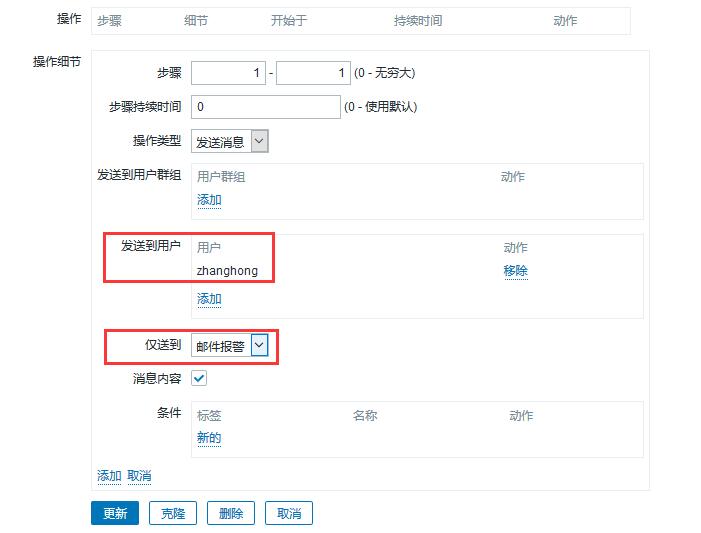 操作 步骤 细节 开始于 持续时间 动作
操作细节
步骤 1 - 1 (0 - 无穷大)
步骤持续时间 0 (0 - 使用默认)
操作类型 发送消息
发送到用户群组 用户群组 动作
添加
发送到用户 用户 动作
zhanghong 移除
添加
仅送到 邮件报警
消息内容
条件 标签 名称 动作
新的
添加 取消
更新 克隆 删除 取消